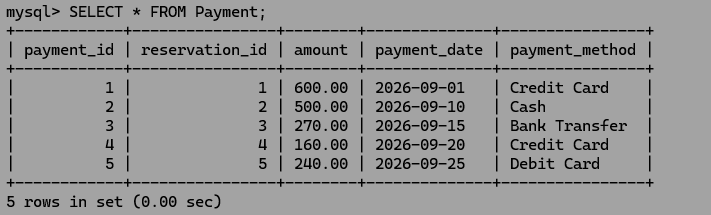 mysql> SELECT * FROM Payment;
+------------+----------------+--------+--------------+----------------+
| payment_id | reservation_id | amount | payment_date | payment_method |
+------------+----------------+--------+--------------+----------------+
|          1 |              1 | 600.00 | 2026-09-01   | Credit Card    |
|          2 |              2 | 500.00 | 2026-09-10   | Cash           |
|          3 |              3 | 270.00 | 2026-09-15   | Bank Transfer  |
|          4 |              4 | 160.00 | 2026-09-20   | Credit Card    |
|          5 |              5 | 240.00 | 2026-09-25   | Debit Card     |
+------------+----------------+--------+--------------+----------------+
5 rows in set (0.00 sec)